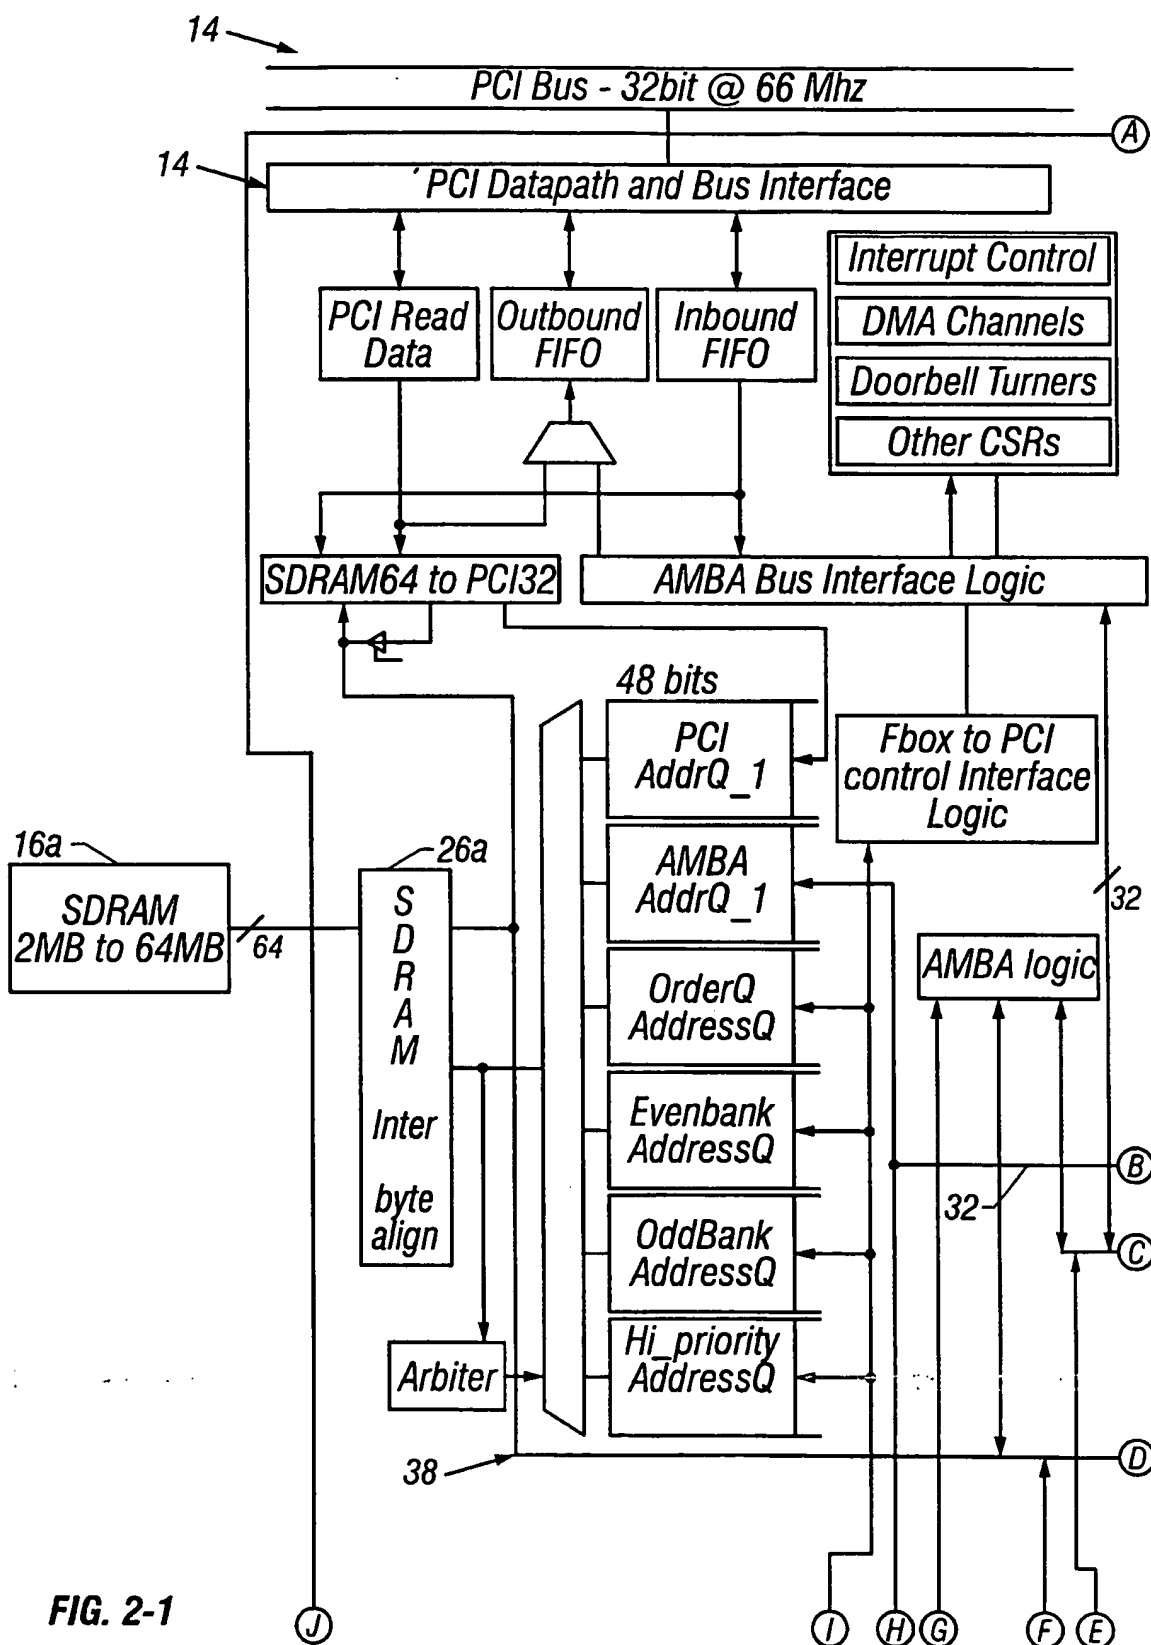 14
PCI Bus - 32bit @ 66 Mhz
A
14
PCI Datapath and Bus Interface
PCI Read
Data
Outbound
FIFO
Inbound
FIFO
Interrupt Control
DMA Channels
Doorbell Turners
Other CSRs
SDRAM64 to PCI32
AMBA Bus Interface Logic
48 bits
PCI
AddrQ_1
Fbox to PCI
control Interface
Logic
16a
SDRAM
2MB to 64MB
64
26a
S
D
R
A
M
Inter
byte
align
AMBA
AddrQ_1
32
AMBA logic
OrderQ
AddressQ
Evenbank
AddressQ
B
32
OddBank
AddressQ
C
Hi_priority
AddressQ
Arbiter
38
D
FIG. 2-1
J
I
H
G
F
E